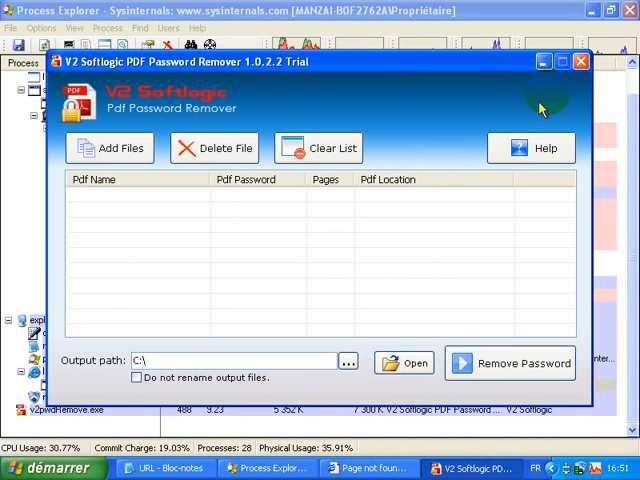 Process Explorer - Sysinternals: www.sysinternals.com [MANZAI-BOF2762A\Propriétaire]
File Options View Process Find Users Help
Process
V2 Softlogic PDF Password Remover 1.0.2.2 Trial
PDF
V2 Softlogic
Pdf Password Remover
Add Files Delete File Clear List Help
Pdf Name Pdf Password Pages Pdf Location
Output path: C:\ ... Open Remove Password
Do not rename output files.
expl
v2pwdRemove.exe 488 9.23 5 352 K 7 300 K V2 Softlogic PDF Password ... V2 Softlogic
CPU Usage: 30.77% Commit Charge: 19.03% Processes: 28 Physical Usage: 35.91%
démarrer URL - Bloc-notes Process Explor... Page not foun... V2 Softlogic PD... FR 16:51